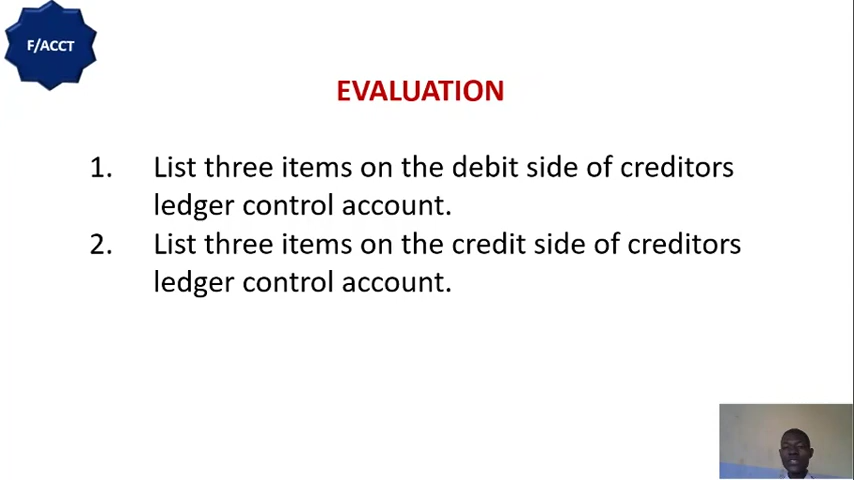 F/ACCT
EVALUATION
1. List three items on the debit side of creditors
ledger control account.
2. List three items on the credit side of creditors
ledger control account.